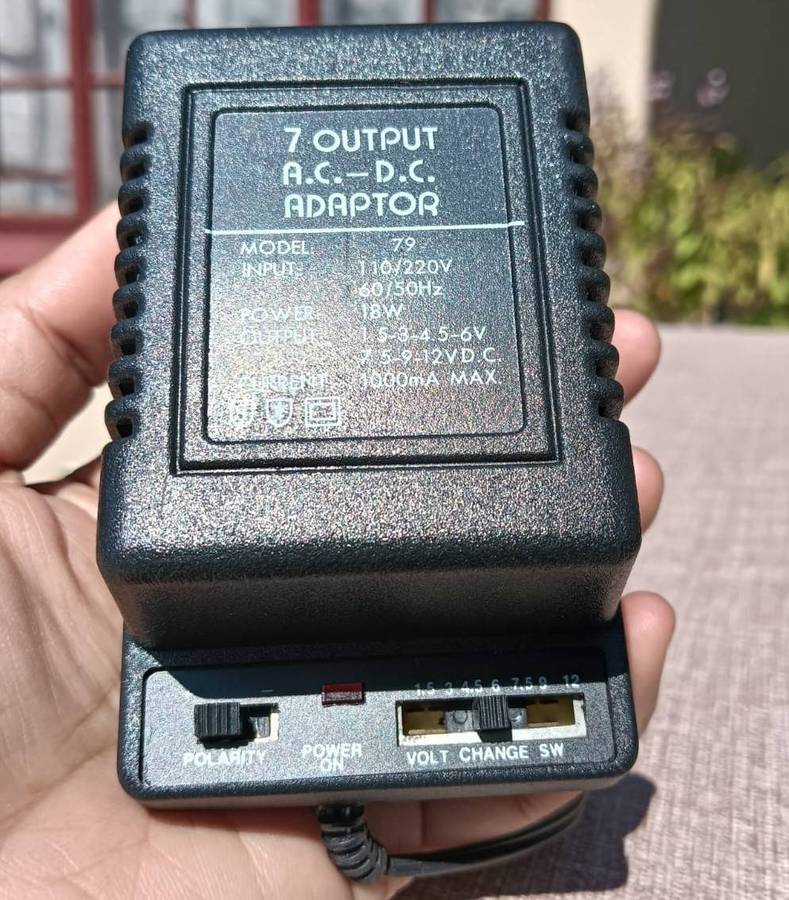 7 OUTPUT
A.C.—D.C.
ADAPTOR
MODEL: 79
INPUT: 110/220V
60/50Hz
POWER: 18W
OUTPUT: 1.5-3-4.5-6V
7.5-9-12V D.C.
CURRENT: 1000mA MAX.
1.5 3 4.5 6 7.5 9 12
POLARITY
POWER
ON
VOLT CHANGE SW